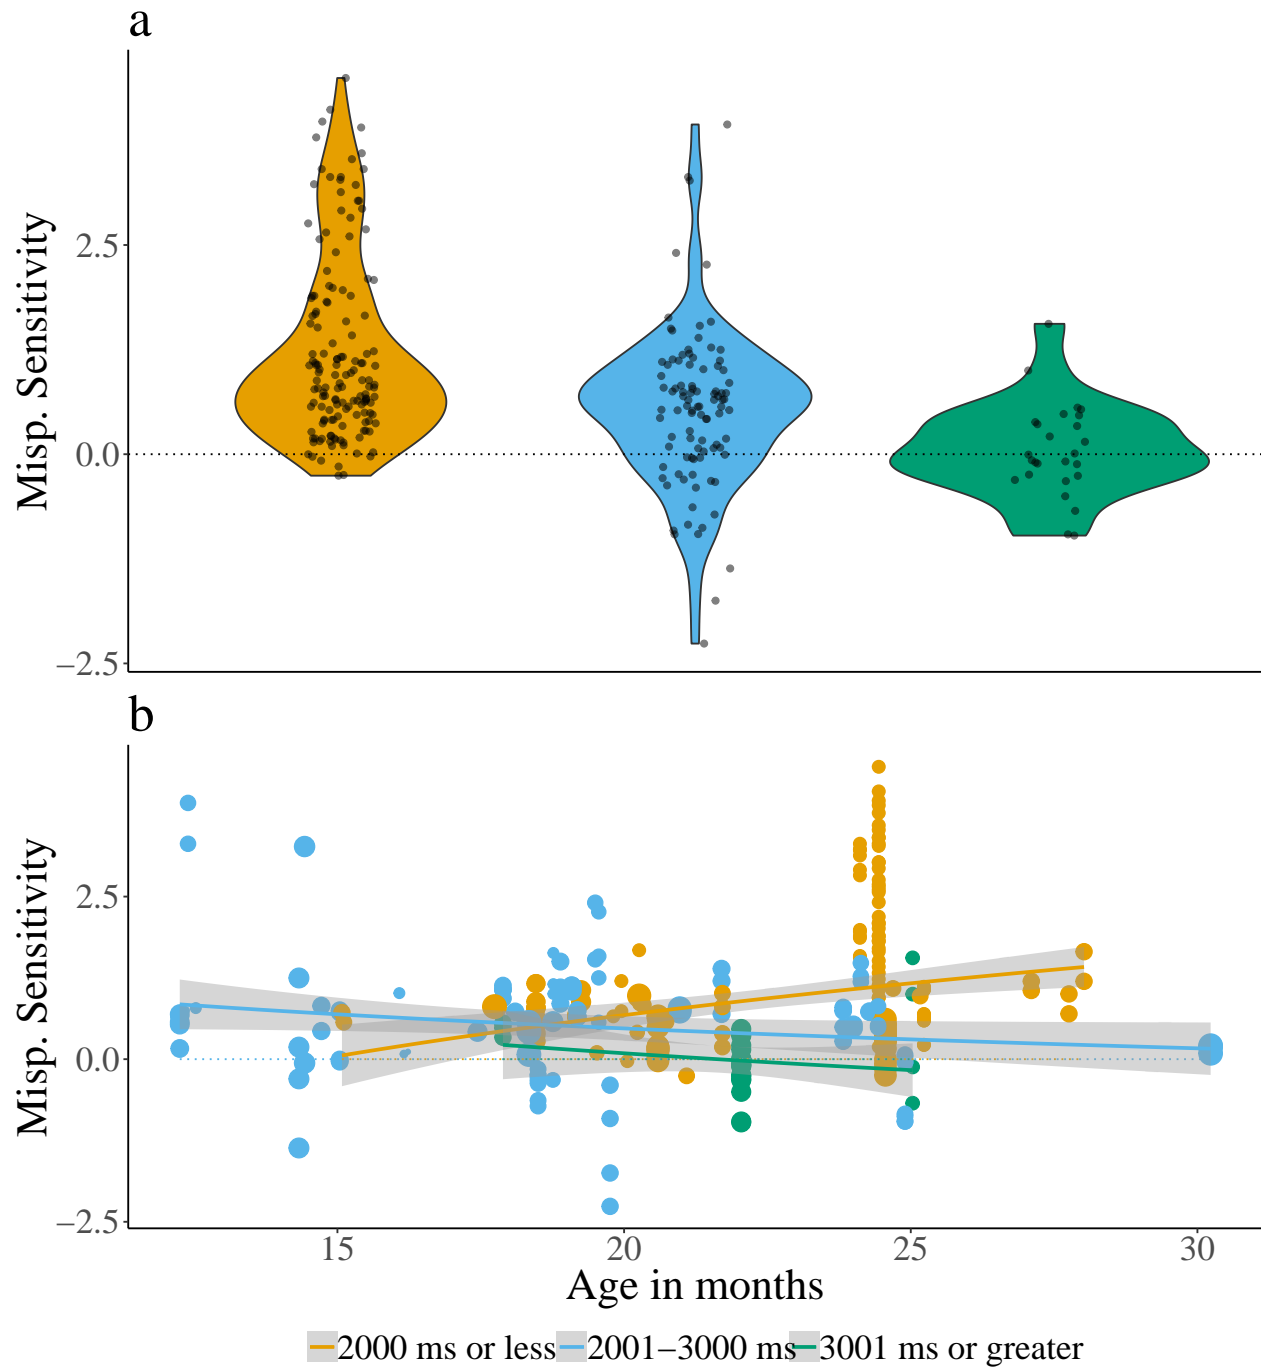 a
Misp. Sensitivity
2.5
0.0
−2.5
b
Misp. Sensitivity
2.5
0.0
−2.5
15 20 25 30
Age in months
2000 ms or less 2001−3000 ms 3001 ms or greater